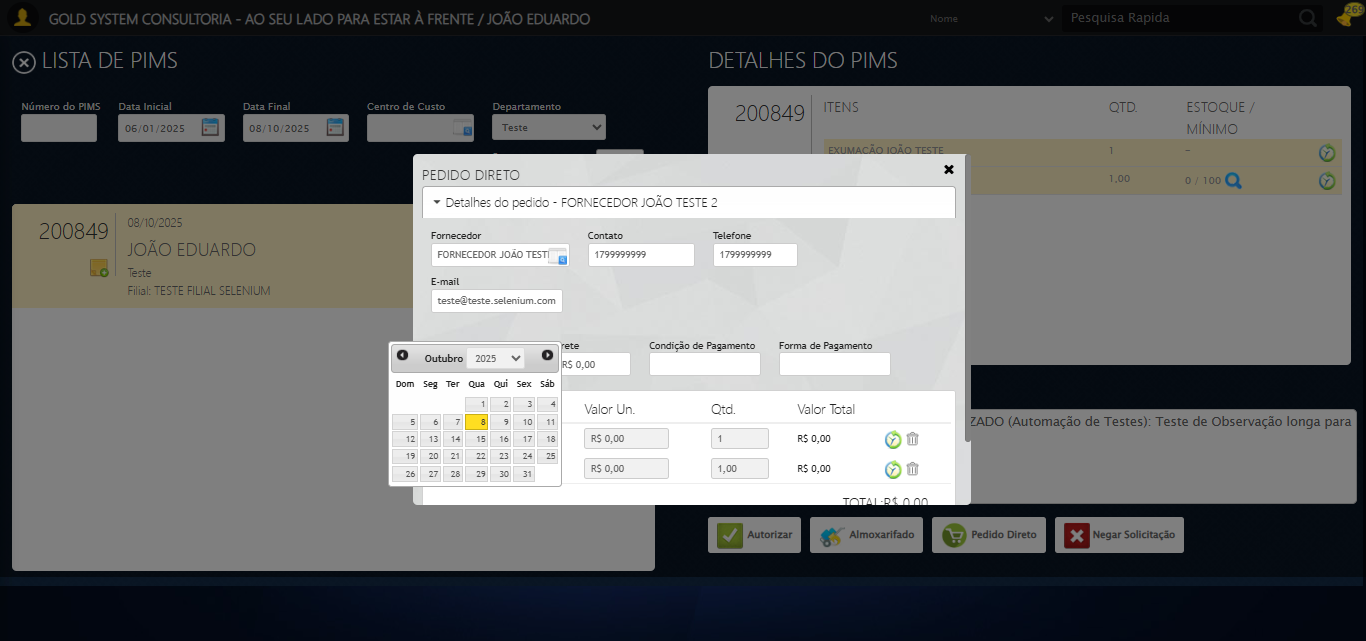 GOLD SYSTEM CONSULTORIA - AO SEU LADO PARA ESTAR À FRENTE / JOÃO EDUARDO
Nome
Pesquisa Rapida
269
LISTA DE PIMS
Número do PIMS
Data Inicial
Data Final
Centro de Custo
Departamento
06/01/2025
08/10/2025
Teste
200849
08/10/2025
JOÃO EDUARDO
Teste
Filial: TESTE FILIAL SELENIUM
DETALHES DO PIMS
200849
ITENS
QTD.
ESTOQUE /
MÍNIMO
EXUMAÇÃO JOÃO TESTE
1
–
1,00
0 / 100
PEDIDO DIRETO
Detalhes do pedido - FORNECEDOR JOÃO TESTE 2
Fornecedor
Contato
Telefone
FORNECEDOR JOÃO TEST
1799999999
1799999999
E-mail
teste@teste.selenium.com
rete
Condição de Pagamento
Forma de Pagamento
R$ 0,00
Outubro
2025
Dom Seg Ter Qua Qui Sex Sáb
1 2 3 4
5 6 7 8 9 10 11
12 13 14 15 16 17 18
19 20 21 22 23 24 25
26 27 28 29 30 31
Valor Un.
Qtd.
Valor Total
R$ 0,00
1
R$ 0,00
R$ 0,00
1,00
R$ 0,00
TOTAL:R$ 0,00
ZADO (Automação de Testes): Teste de Observação longa para
Autorizar
Almoxarifado
Pedido Direto
Negar Solicitação